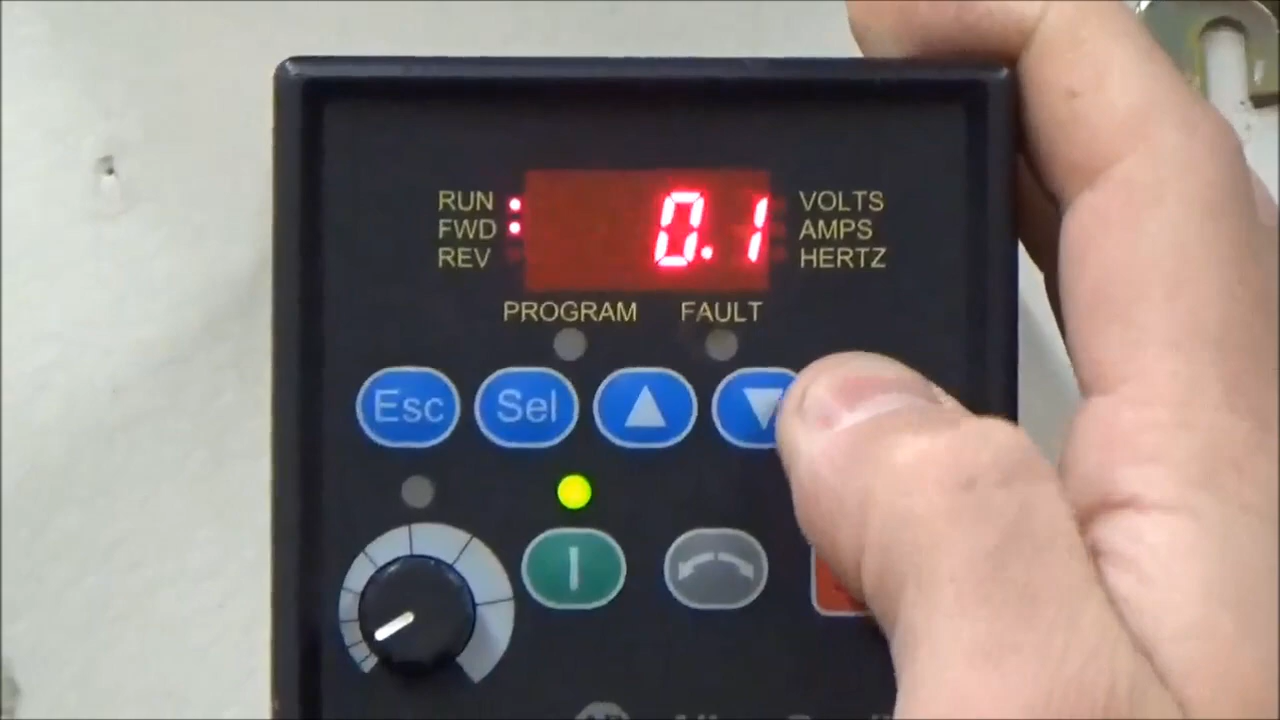 RUN
FWD
REV
0.1
VOLTS
AMPS
HERTZ
PROGRAM FAULT
Esc Sel